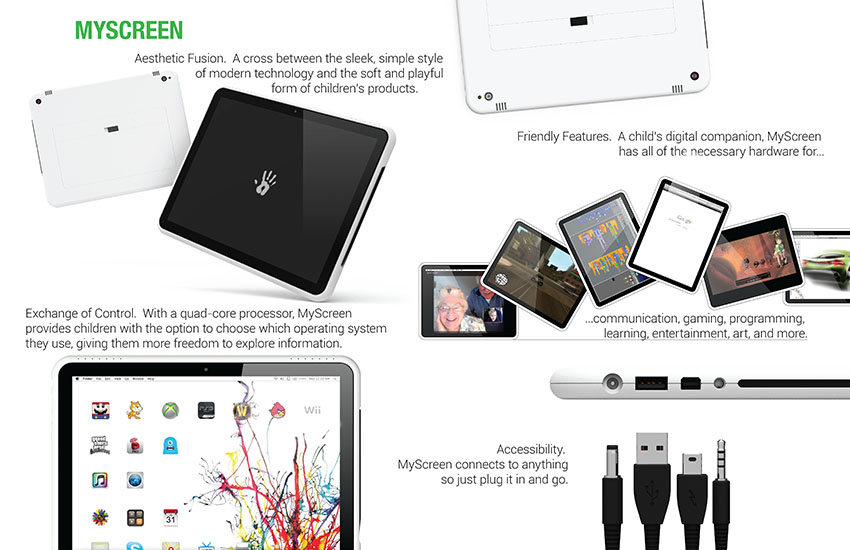 MYSCREEN
Aesthetic Fusion. A cross between the sleek, simple style
of modern technology and the soft and playful
form of children's products.
Friendly Features. A child's digital companion, MyScreen
has all of the necessary hardware for...
Google
...communication, gaming, programming,
learning, entertainment, art, and more.
Exchange of Control. With a quad-core processor, MyScreen
provides children with the option to choose which operating system
they use, giving them more freedom to explore information.
Wii
31
Accessibility.
MyScreen connects to anything
so just plug it in and go.